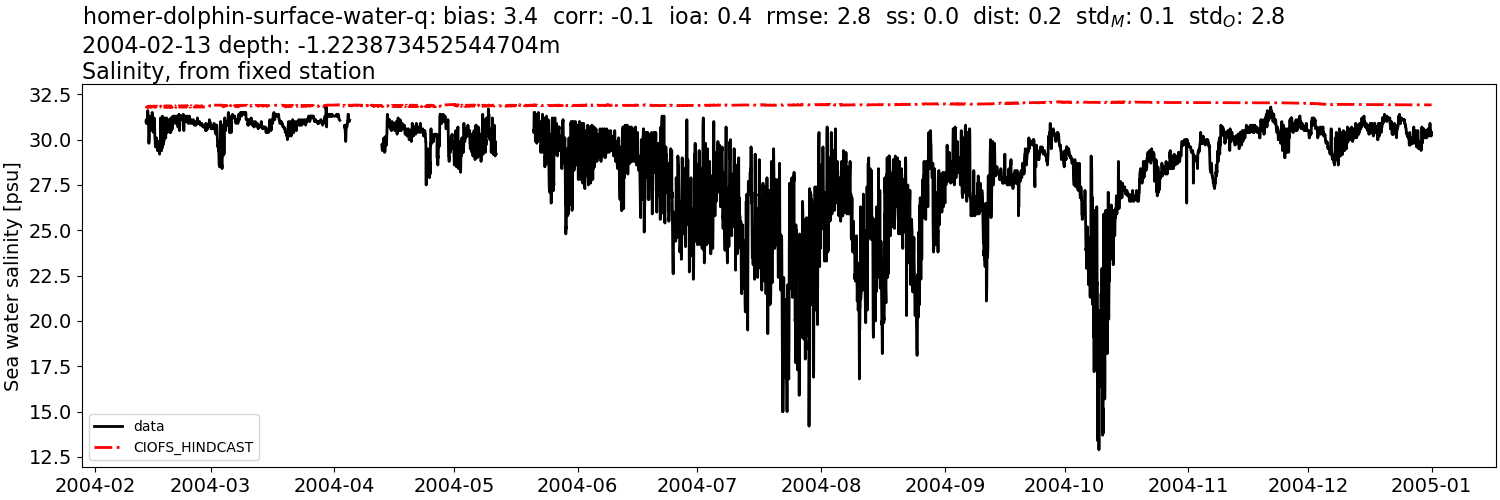 homer-dolphin-surface-water-q: bias: 3.4 corr: -0.1 ioa: 0.4 rmse: 2.8 ss: 0.0 dist: 0.2 std_M: 0.1 std_O: 2.8
2004-02-13 depth: -1.223873452544704m
Salinity, from fixed station
Sea water salinity [psu]
32.5
30.0
27.5
25.0
22.5
20.0
17.5
15.0
12.5
data
CIOFS_HINDCAST
2004-02 2004-03 2004-04 2004-05 2004-06 2004-07 2004-08 2004-09 2004-10 2004-11 2004-12 2005-01